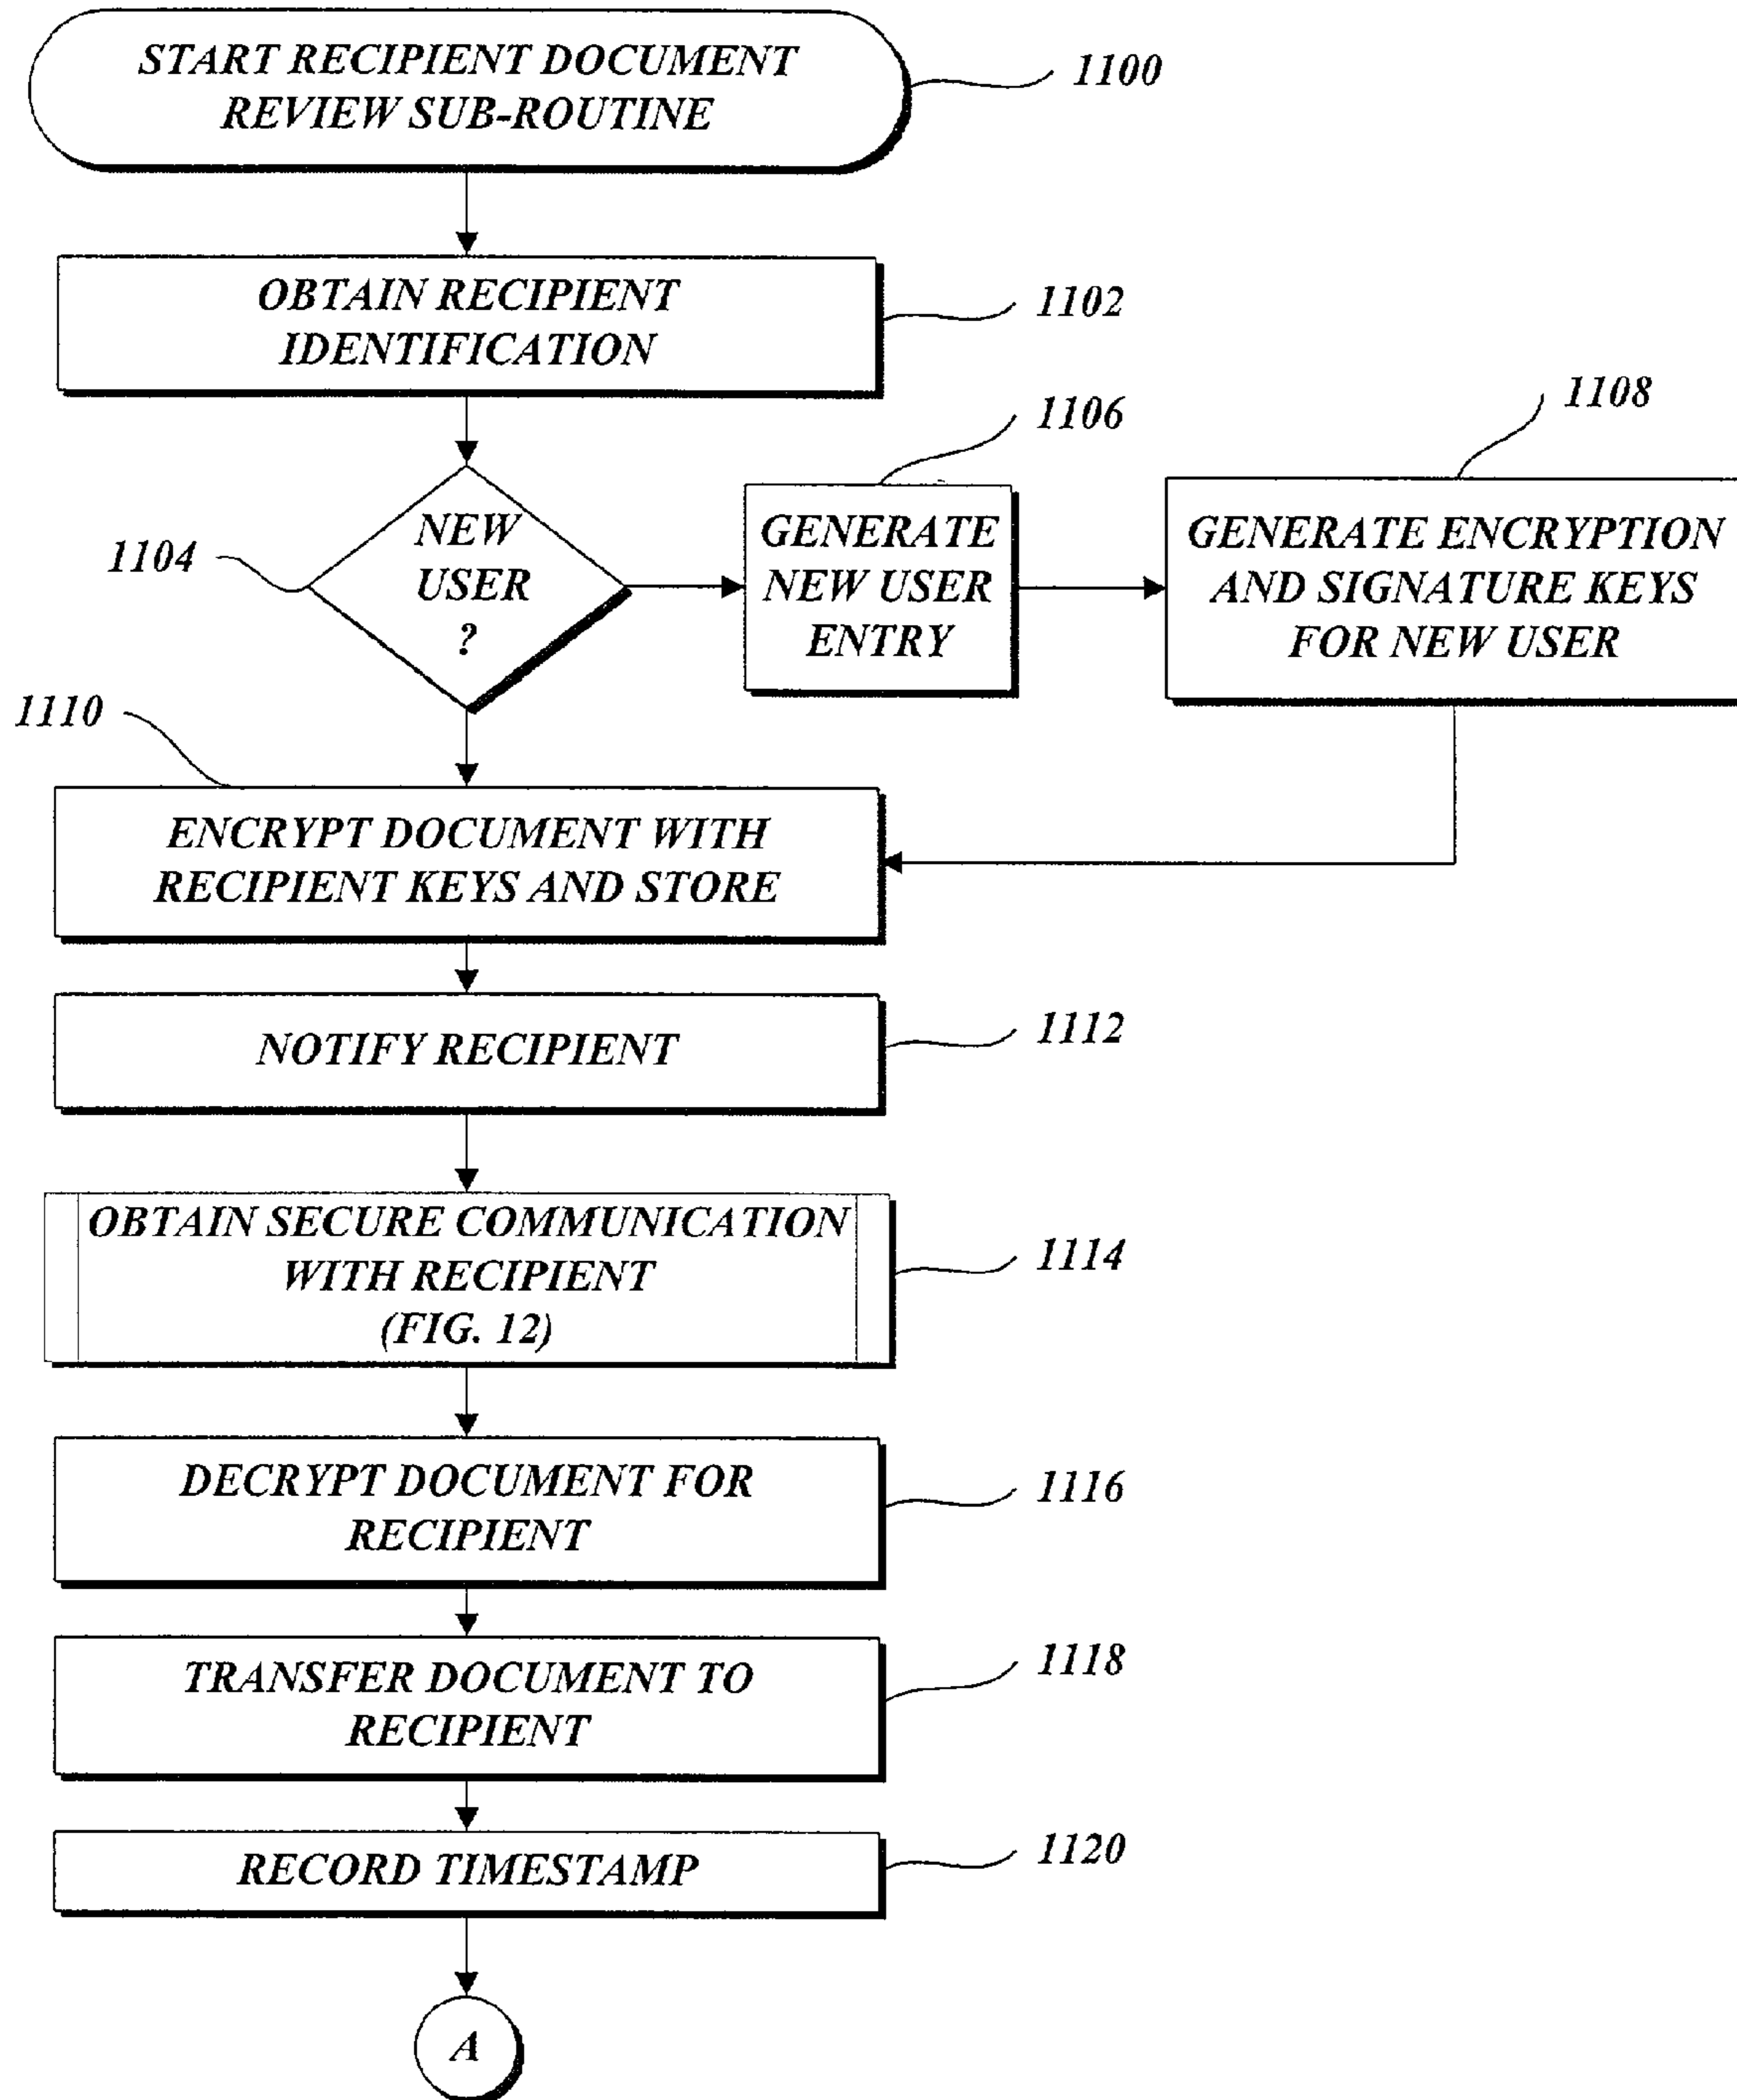 START RECIPIENT DOCUMENT
REVIEW SUB-ROUTINE
1100
OBTAIN RECIPIENT
IDENTIFICATION
1102
NEW
USER
?
1104
GENERATE
NEW USER
ENTRY
1106
GENERATE ENCRYPTION
AND SIGNATURE KEYS
FOR NEW USER
1108
1110
ENCRYPT DOCUMENT WITH
RECIPIENT KEYS AND STORE
NOTIFY RECIPIENT
1112
OBTAIN SECURE COMMUNICATION
WITH RECIPIENT
(FIG. 12)
1114
DECRYPT DOCUMENT FOR
RECIPIENT
1116
TRANSFER DOCUMENT TO
RECIPIENT
1118
RECORD TIMESTAMP
1120
A